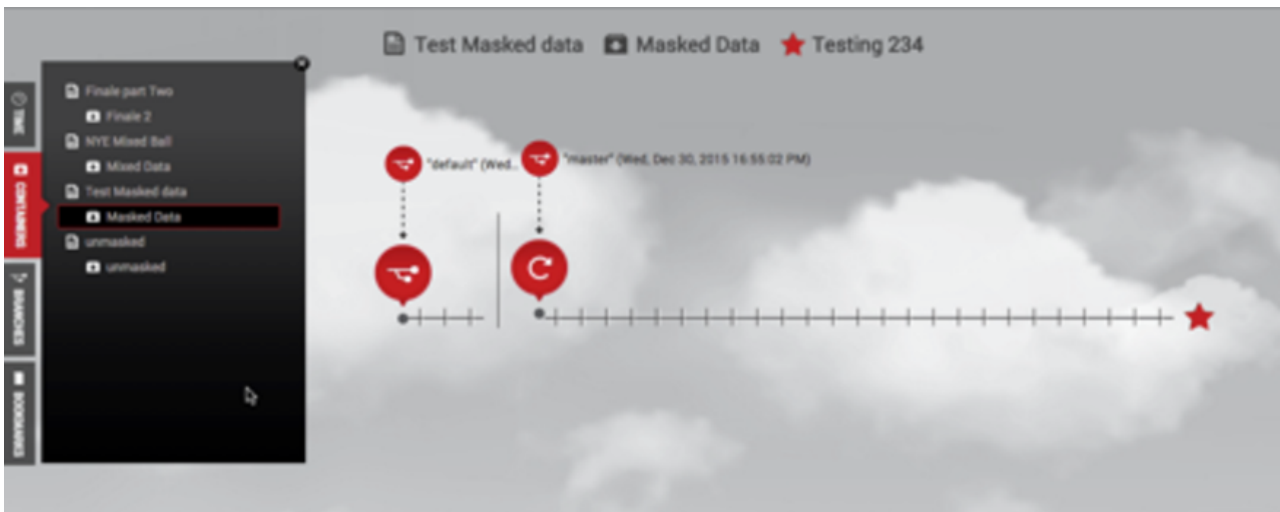 Test Masked data Masked Data Testing 234
TIME
CONTAINERS
BRANCHES
BOOKMARKS
Finale part Two
Finale 2
NYE Mixed Ball
Mixed Data
Test Masked data
Masked Data
unmasked
unmasked
"default" (Wed...
"master" (Wed, Dec 30, 2015 16:55:02 PM)